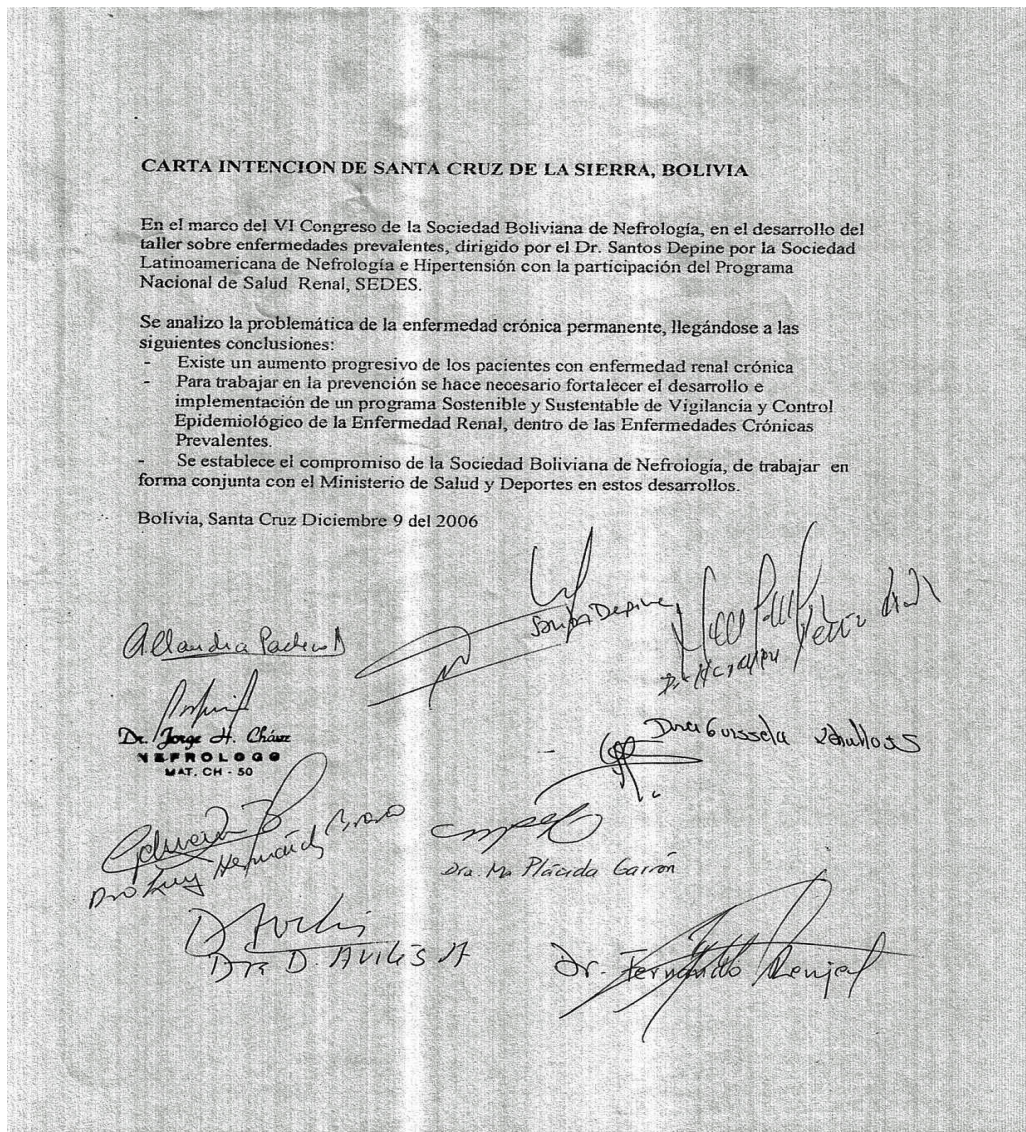 CARTA INTENCION DE SANTA CRUZ DE LA SIERRA, BOLIVIA
En el marco del VI Congreso de la Sociedad Boliviana de Nefrología, en el desarrollo del
taller sobre enfermedades prevalentes, dirigido por el Dr. Santos Depine por la Sociedad
Latinoamericana de Nefrología e Hipertensión con la participación del Programa
Nacional de Salud Renal, SEDES.
Se analizo la problemática de la enfermedad crónica permanente, llegándose a las
siguientes conclusiones:
- Existe un aumento progresivo de los pacientes con enfermedad renal crónica
- Para trabajar en la prevención se hace necesario fortalecer el desarrollo e
implementación de un programa Sostenible y Sustentable de Vigilancia y Control
Epidemiológico de la Enfermedad Renal, dentro de las Enfermedades Crónicas
Prevalentes.
- Se establece el compromiso de la Sociedad Boliviana de Nefrología, de trabajar en
forma conjunta con el Ministerio de Salud y Deportes en estos desarrollos.
Bolivia, Santa Cruz Diciembre 9 del 2006
Depine
Dr. Jorge H. Chávez
NEFROLOGO
MAT. CH - 50
Dra Guissela
Dra. Ma Plácida Garrón
Dra D. Avilés A
Dr. Fernando